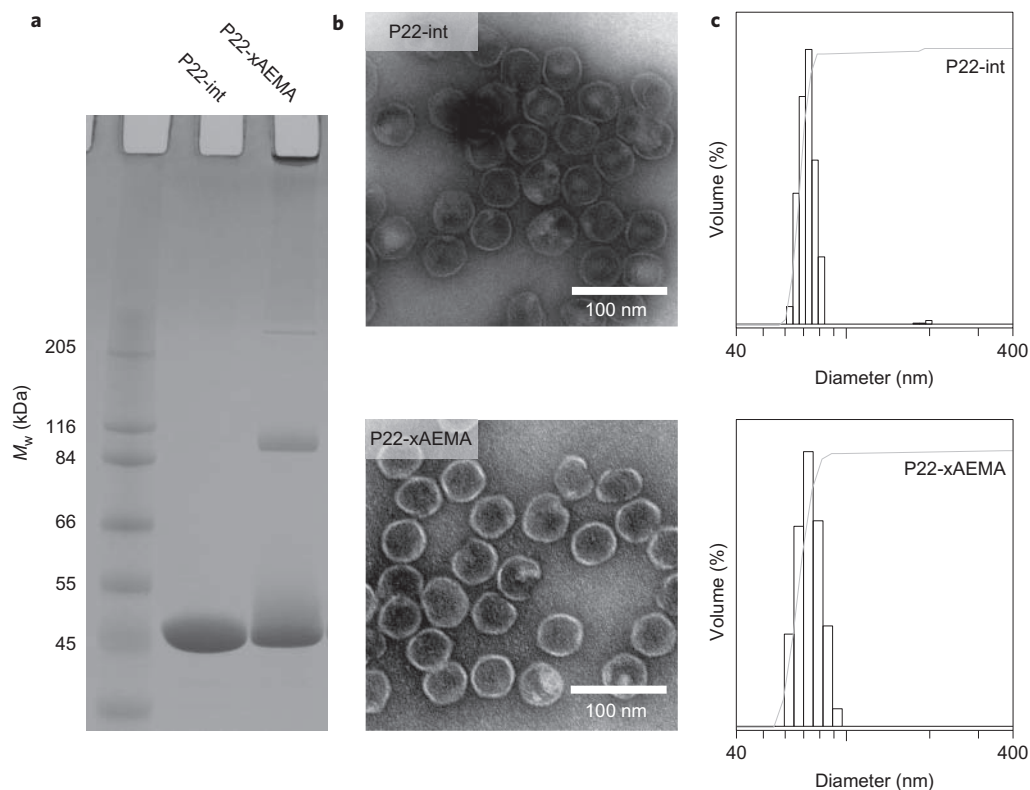 a
P22-int
P22-xAEMA
205
116
84
66
55
45
Mw (kDa)
b
P22-int
100 nm
P22-xAEMA
100 nm
c
P22-int
Volume (%)
40
400
Diameter (nm)
P22-xAEMA
Volume (%)
40
400
Diameter (nm)